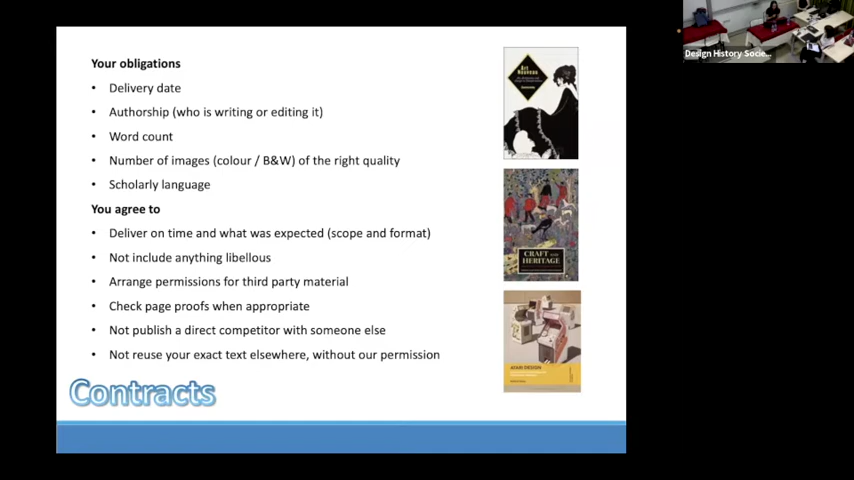 Your obligations
• Delivery date
• Authorship (who is writing or editing it)
• Word count
• Number of images (colour / B&W) of the right quality
• Scholarly language
You agree to
• Deliver on time and what was expected (scope and format)
• Not include anything libellous
• Arrange permissions for third party material
• Check page proofs when appropriate
• Not publish a direct competitor with someone else
• Not reuse your exact text elsewhere, without our permission
Contracts
Art
Nouveau
CRAFT AND
HERITAGE
ATARI DESIGN
Design History Socie...